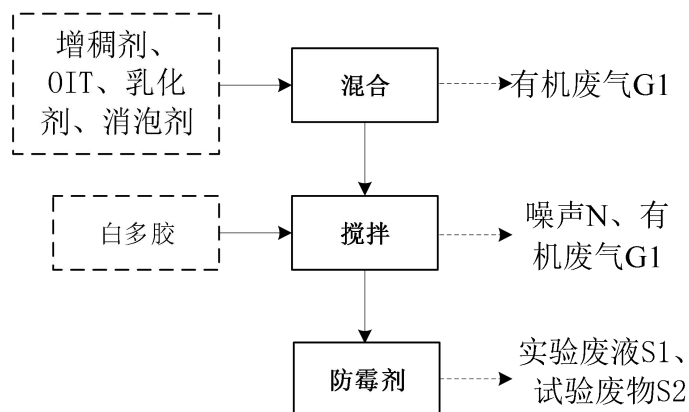 增稠剂、
OIT、乳化
剂、消泡剂
混合
有机废气G1
白多胶
搅拌
噪声N、有
机废气G1
防霉剂
实验废液S1、
试验废物S2